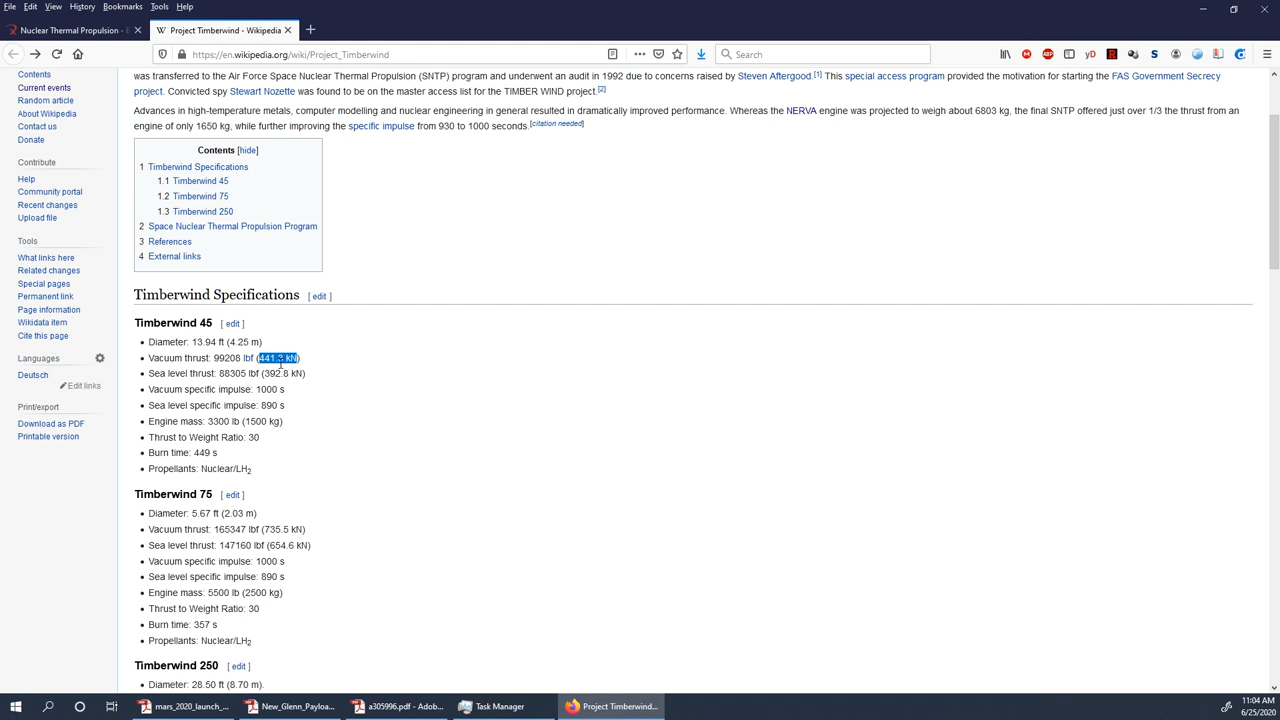 File Edit View History Bookmarks Tools Help
Nuclear Thermal Propulsion -
Project Timberwind - Wikipedia
https://en.wikipedia.org/wiki/Project_Timberwind
Search
Contents
Current events
Random article
About Wikipedia
Contact us
Donate
Contribute
Help
Community portal
Recent changes
Upload file
Tools
What links here
Related changes
Special pages
Permanent link
Page information
Wikidata item
Cite this page
Languages
Deutsch
Edit links
Print/export
Download as PDF
Printable version
was transferred to the Air Force Space Nuclear Thermal Propulsion (SNTP) program and underwent an audit in 1992 due to concerns raised by Steven Aftergood.[1] This special access program provided the motivation for starting the FAS Government Secrecy
project. Convicted spy Stewart Nozette was found to be on the master access list for the TIMBER WIND project.[2]
Advances in high-temperature metals, computer modelling and nuclear engineering in general resulted in dramatically improved performance. Whereas the NERVA engine was projected to weigh about 6803 kg, the final SNTP offered just over 1/3 the thrust from an
engine of only 1650 kg, while further improving the specific impulse from 930 to 1000 seconds.[citation needed]
Contents [hide]
1 Timberwind Specifications
1.1 Timberwind 45
1.2 Timberwind 75
1.3 Timberwind 250
2 Space Nuclear Thermal Propulsion Program
3 References
4 External links
Timberwind Specifications [ edit ]
Timberwind 45 [ edit ]
• Diameter: 13.94 ft (4.25 m)
• Vacuum thrust: 99208 lbf (441.3 kN)
• Sea level thrust: 88305 lbf (392.8 kN)
• Vacuum specific impulse: 1000 s
• Sea level specific impulse: 890 s
• Engine mass: 3300 lb (1500 kg)
• Thrust to Weight Ratio: 30
• Burn time: 449 s
• Propellants: Nuclear/LH2
Timberwind 75 [ edit ]
• Diameter: 5.67 ft (2.03 m)
• Vacuum thrust: 165347 lbf (735.5 kN)
• Sea level thrust: 147160 lbf (654.6 kN)
• Vacuum specific impulse: 1000 s
• Sea level specific impulse: 890 s
• Engine mass: 5500 lb (2500 kg)
• Thrust to Weight Ratio: 30
• Burn time: 357 s
• Propellants: Nuclear/LH2
Timberwind 250 [ edit ]
• Diameter: 28.50 ft (8.70 m).
mars_2020_launch_...
New_Glenn_Payloa...
a305996.pdf - Adob...
Task Manager
Project Timberwin...
11:04 AM
6/25/2020